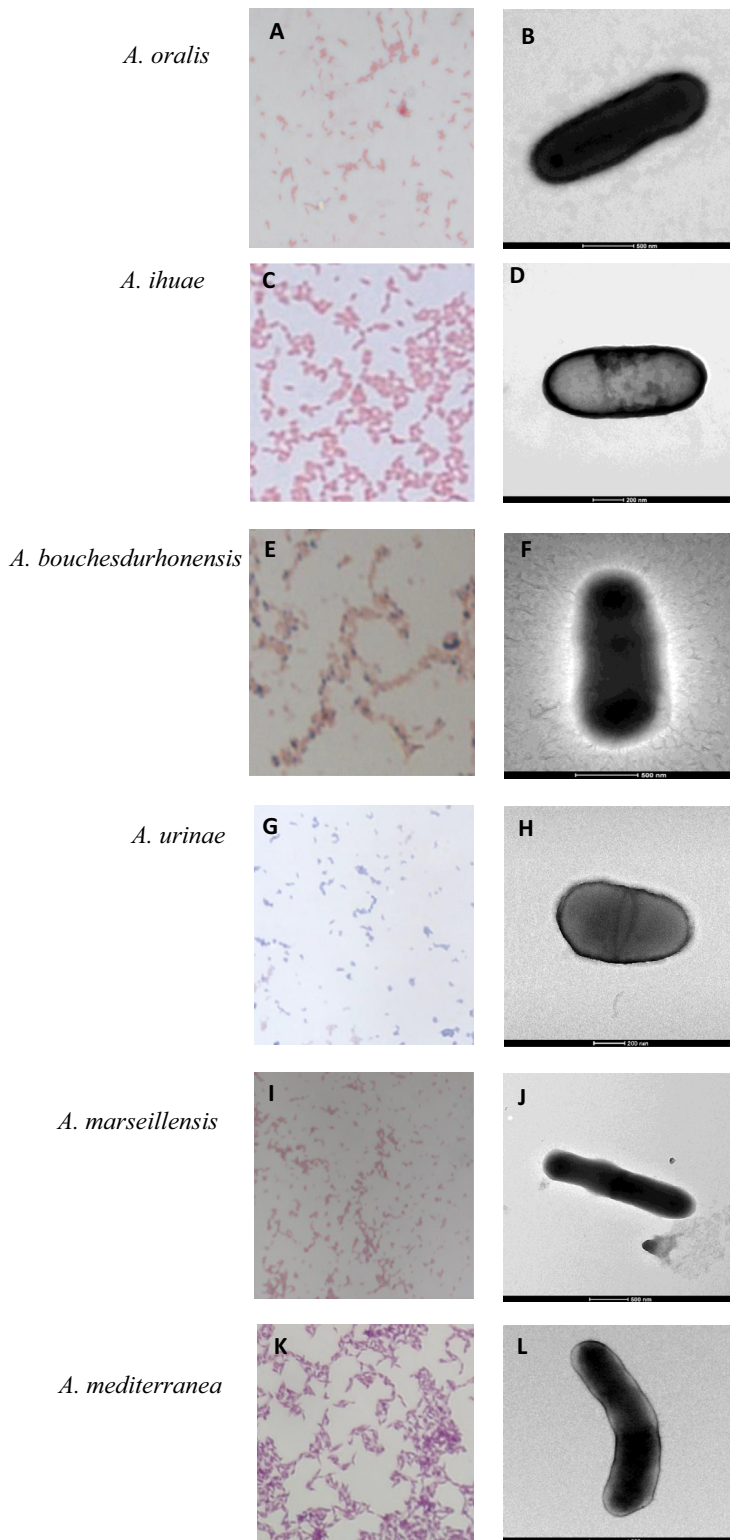 A. oralis
A
B
500 nm
A. ihuae
C
D
200 nm
A. bouchesdurhonensis
E
F
500 nm
A. urinae
G
H
200 nm
A. marseillensis
I
J
500 nm
A. mediterranea
K
L